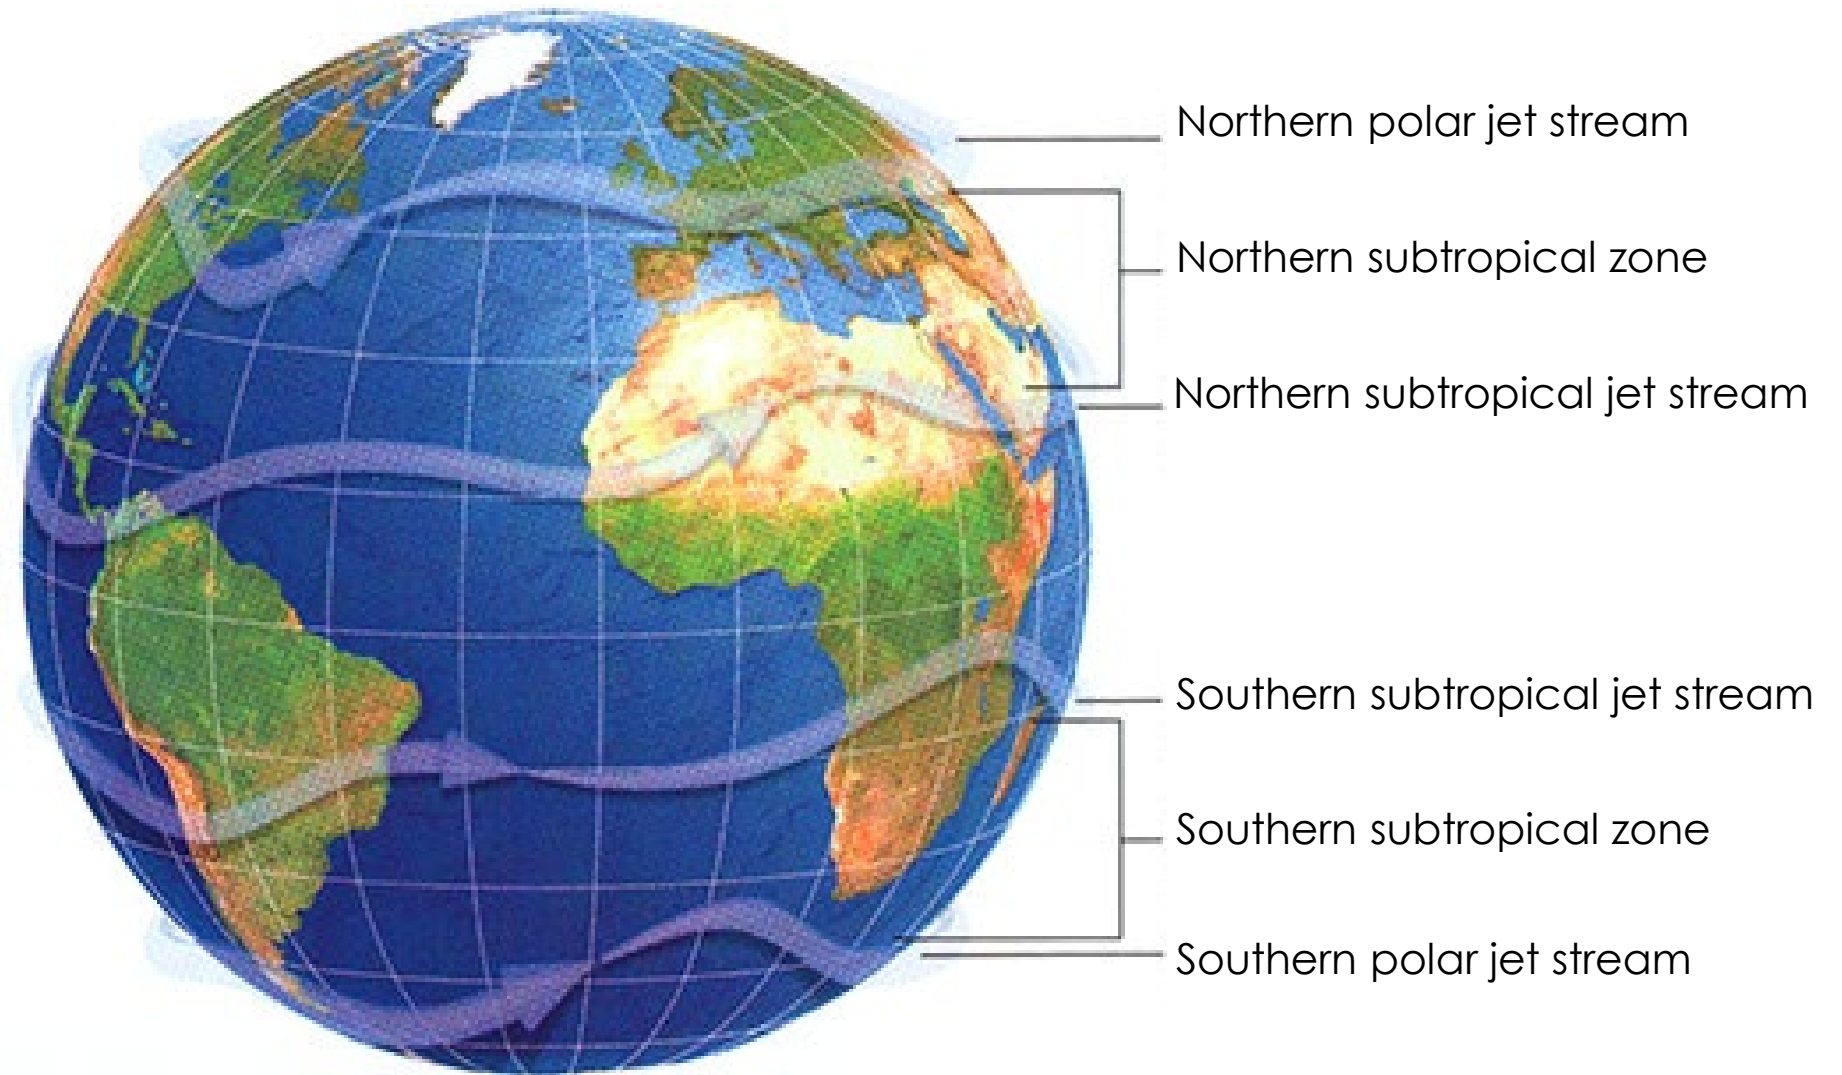 Northern polar jet stream
Northern subtropical zone
Northern subtropical jet stream
Southern subtropical jet stream
Southern subtropical zone
Southern polar jet stream